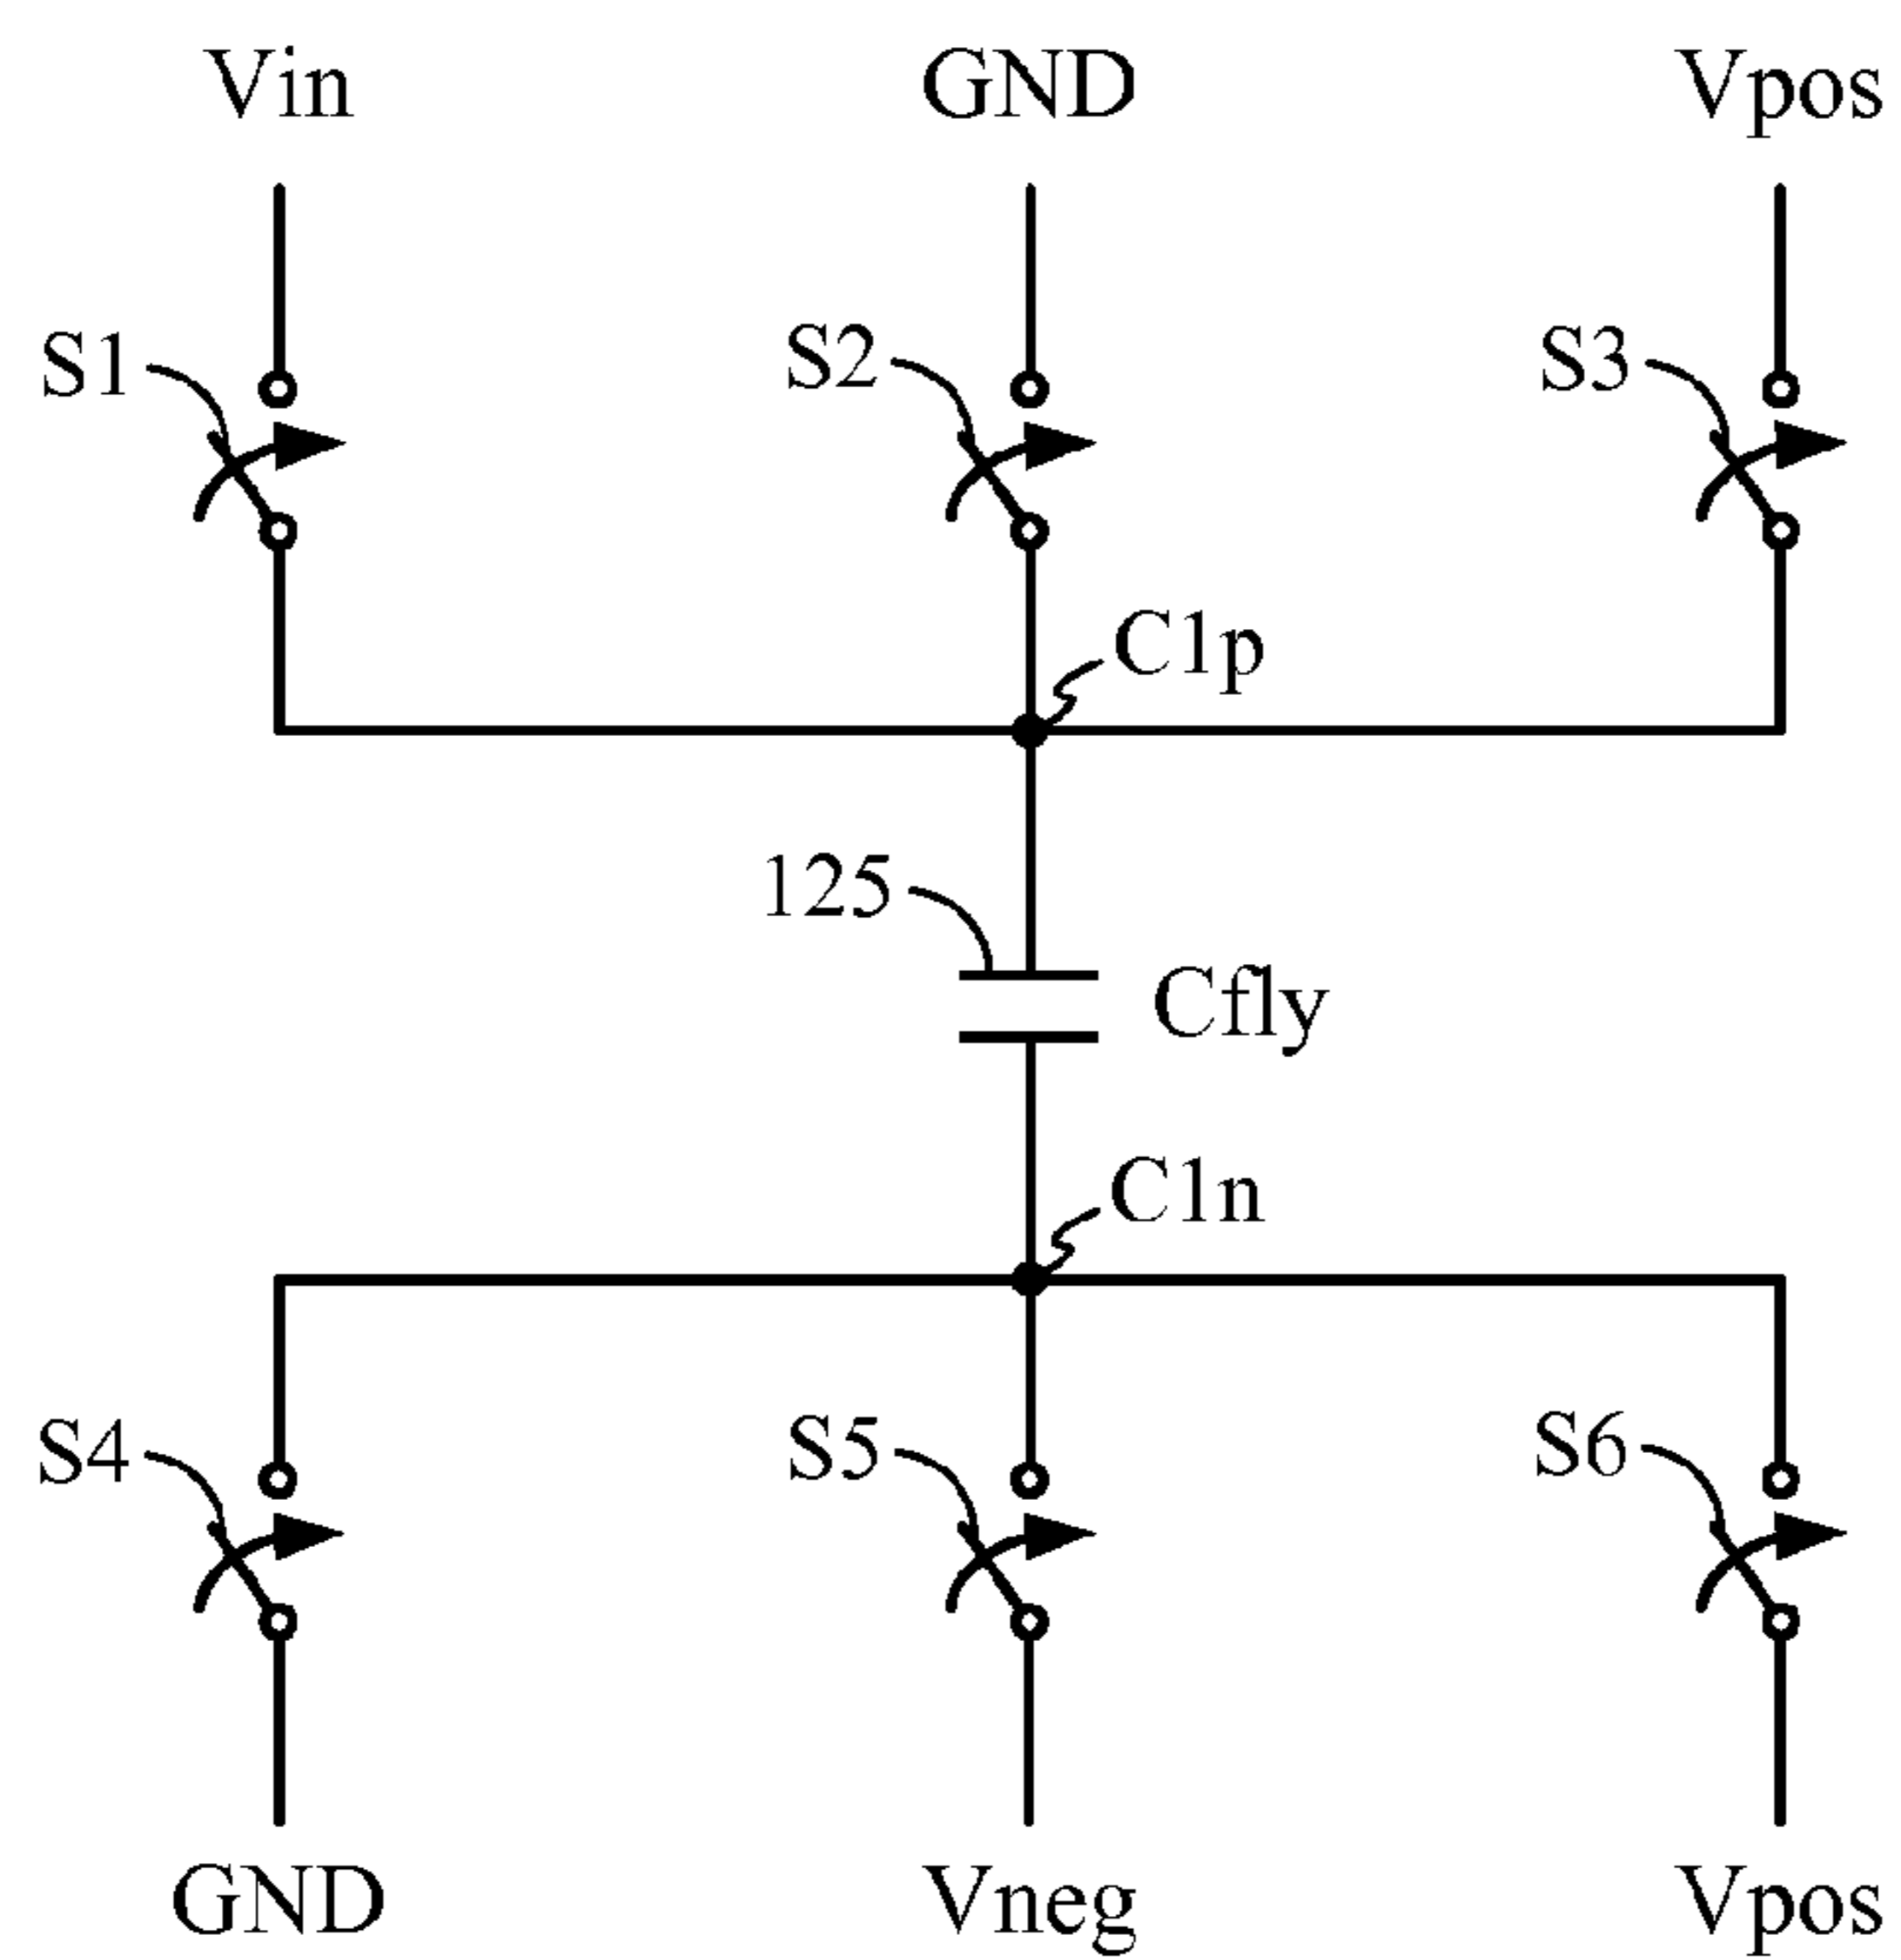 Vin GND Vpos
S1 S2 S3
C1p
125
Cfly
C1n
S4 S5 S6
GND Vneg Vpos